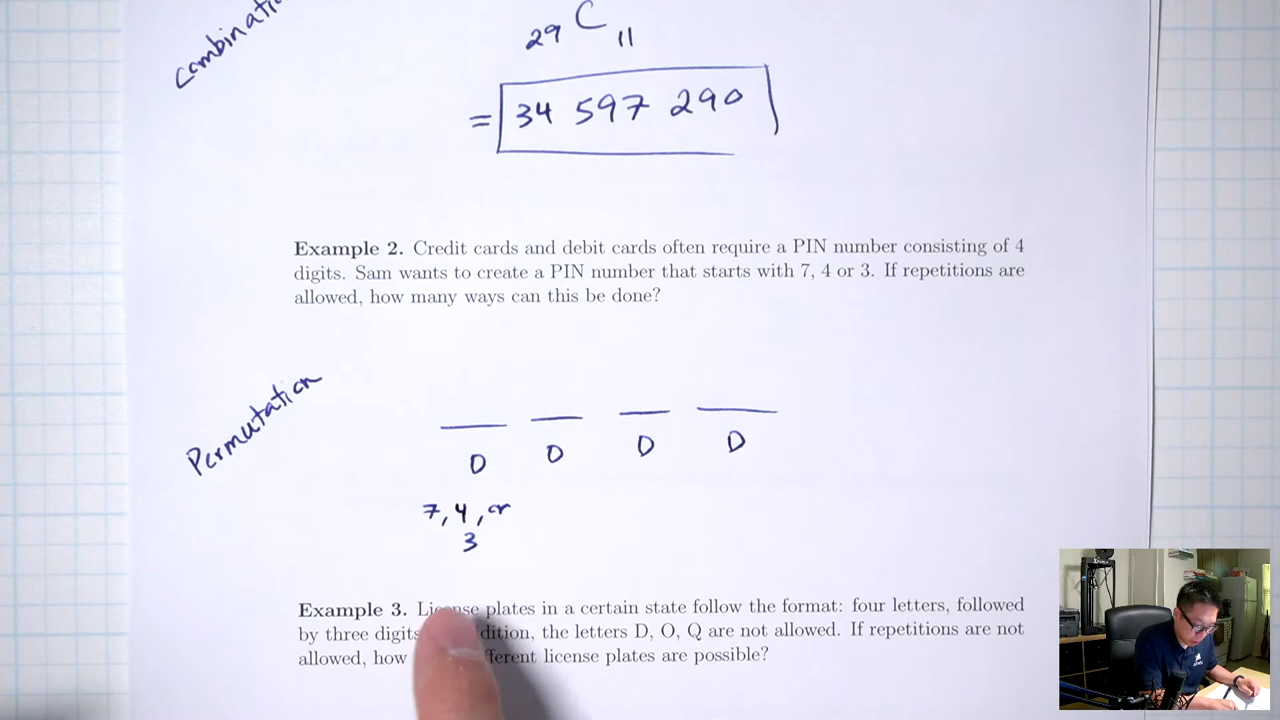 Combinati
29 C 11
= 34 597 290
Example 2. Credit cards and debit cards often require a PIN number consisting of 4
digits. Sam wants to create a PIN number that starts with 7, 4 or 3. If repetitions are
allowed, how many ways can this be done?
Permutation
D D D D
7, 4, or
3
Example 3. License plates in a certain state follow the format: four letters, followed
by three digits dition, the letters D, O, Q are not allowed. If repetitions are not
allowed, how ferent license plates are possible?